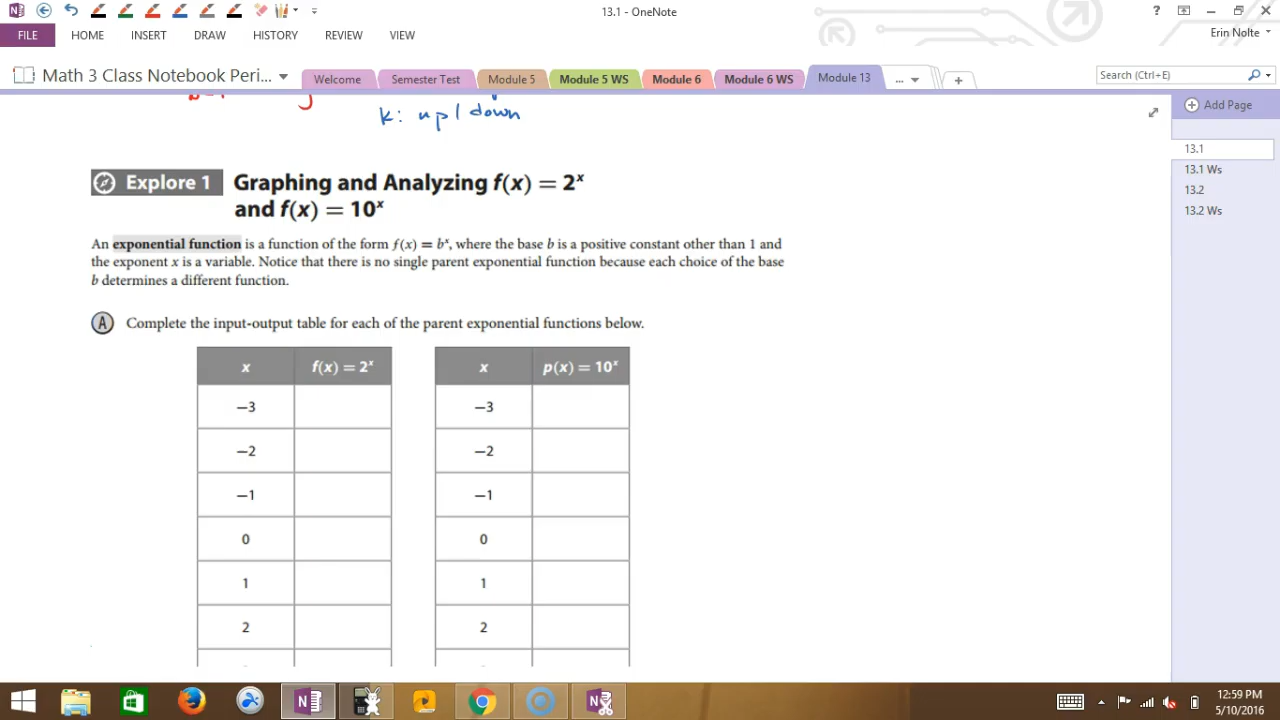 13.1 - OneNote
?
FILE HOME INSERT DRAW HISTORY REVIEW VIEW
Erin Nolte
Math 3 Class Notebook Peri...
Welcome Semester Test Module 5 Module 5 WS Module 6 Module 6 WS Module 13 ... +
Search (Ctrl+E)
k: up/down
Add Page
13.1
13.1 Ws
13.2
13.2 Ws
Explore 1 Graphing and Analyzing f(x) = 2ˣ
and f(x) = 10ˣ
An exponential function is a function of the form f(x) = bˣ, where the base b is a positive constant other than 1 and
the exponent x is a variable. Notice that there is no single parent exponential function because each choice of the base
b determines a different function.
A Complete the input-output table for each of the parent exponential functions below.
x f(x) = 2ˣ x p(x) = 10ˣ
−3 −3
−2 −2
−1 −1
0 0
1 1
2 2
12:59 PM
5/10/2016